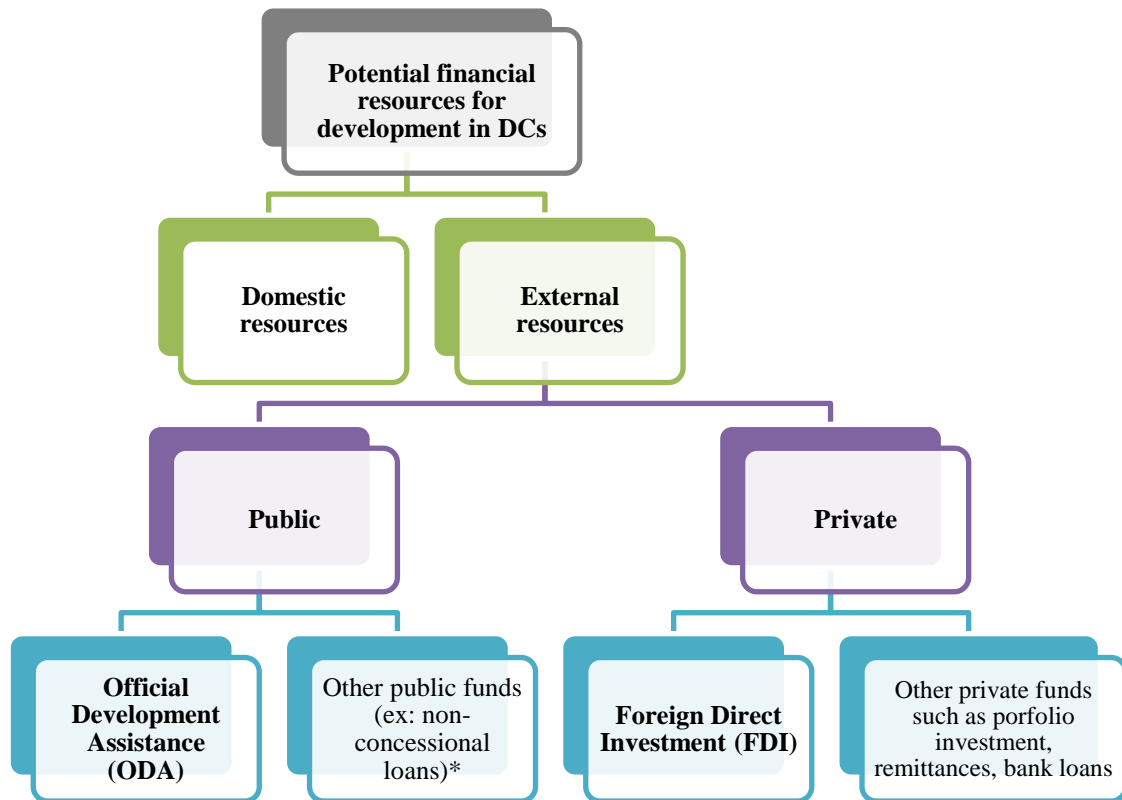 Potential financial
resources for
development in DCs
Domestic
resources
External
resources
Public
Private
Official
Development
Assistance
(ODA)
Other public funds
(ex: non-
concessional
loans)*
Foreign Direct
Investment (FDI)
Other private funds
such as porfolio
investment,
remittances, bank loans